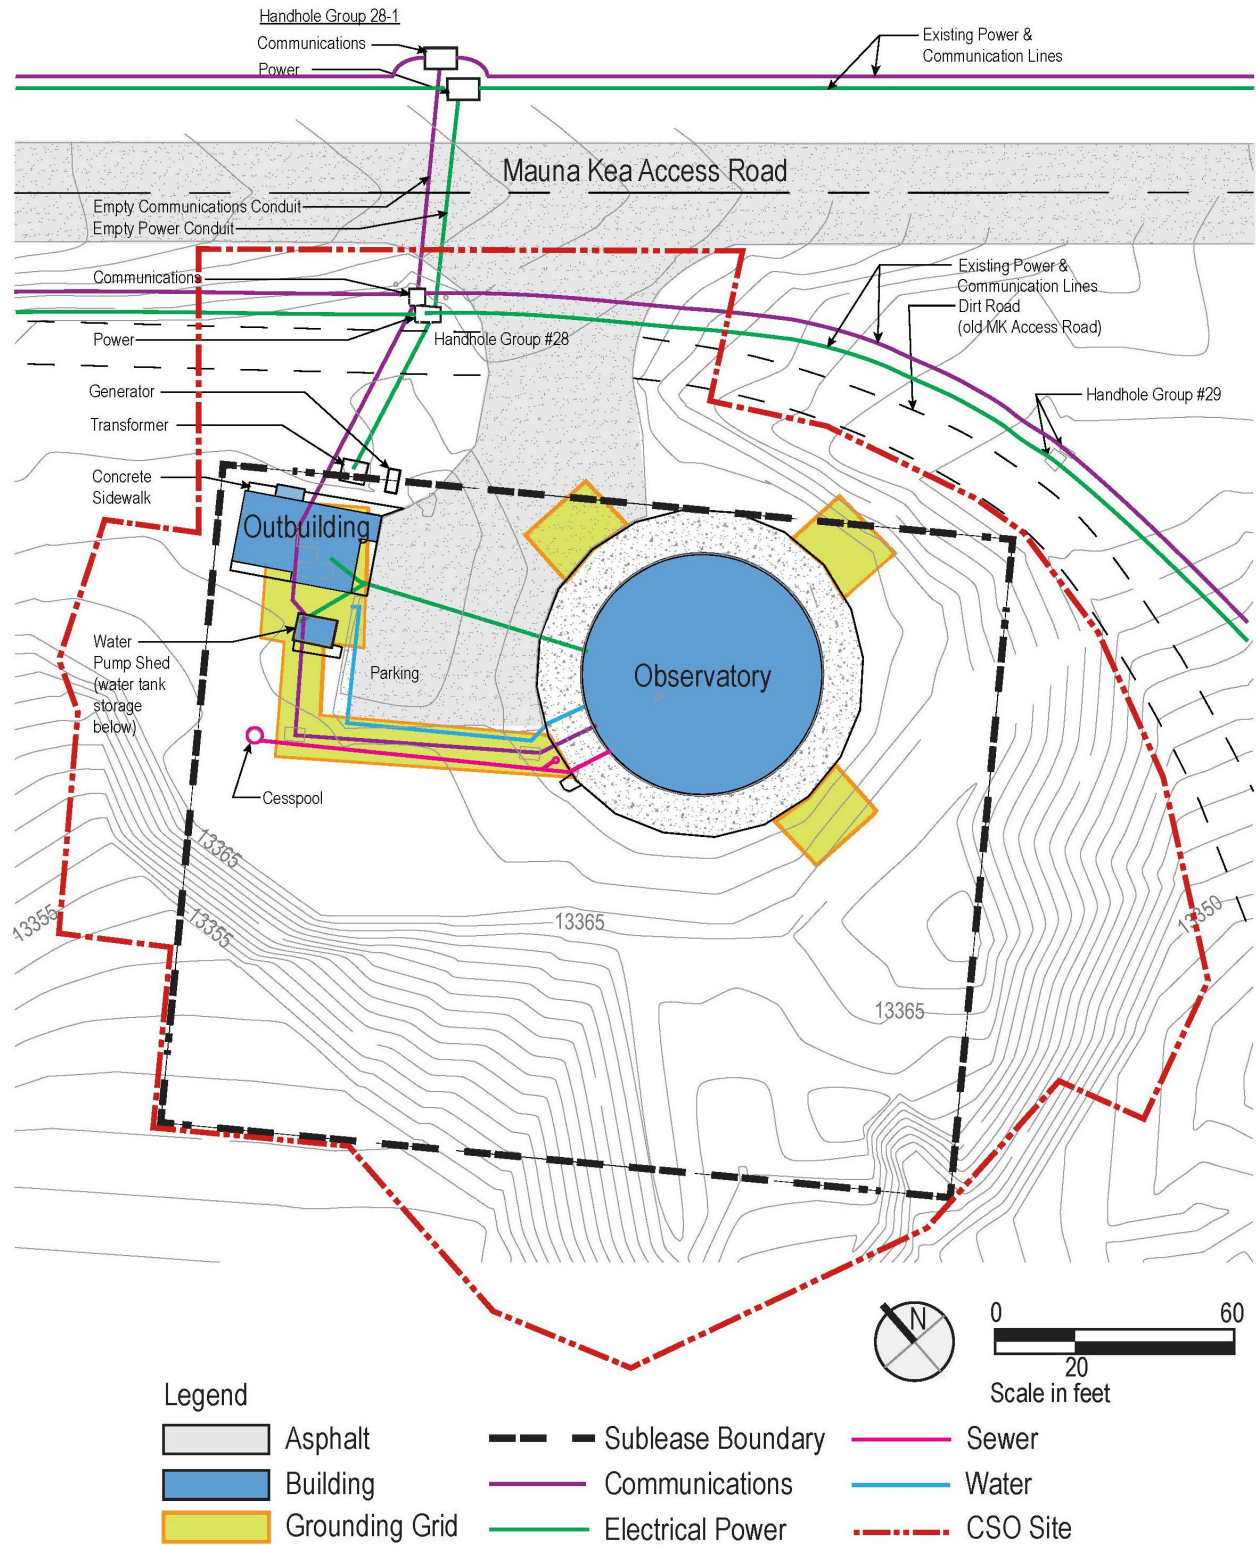 Handhole Group 28-1
Communications
Power
Existing Power &
Communication Lines
Mauna Kea Access Road
Empty Communications Conduit
Empty Power Conduit
Communications
Power
Handhole Group #28
Existing Power &
Communication Lines
Dirt Road
(old MK Access Road)
Handhole Group #29
Generator
Transformer
Concrete
Sidewalk
Outbuilding
Water
Pump Shed
(water tank
storage
below)
Parking
Observatory
Cesspool
13365
13355
13355
13365
13365
13350
N
0
60
20
Scale in feet
Legend
Asphalt
Building
Grounding Grid
Sublease Boundary
Communications
Electrical Power
Sewer
Water
CSO Site